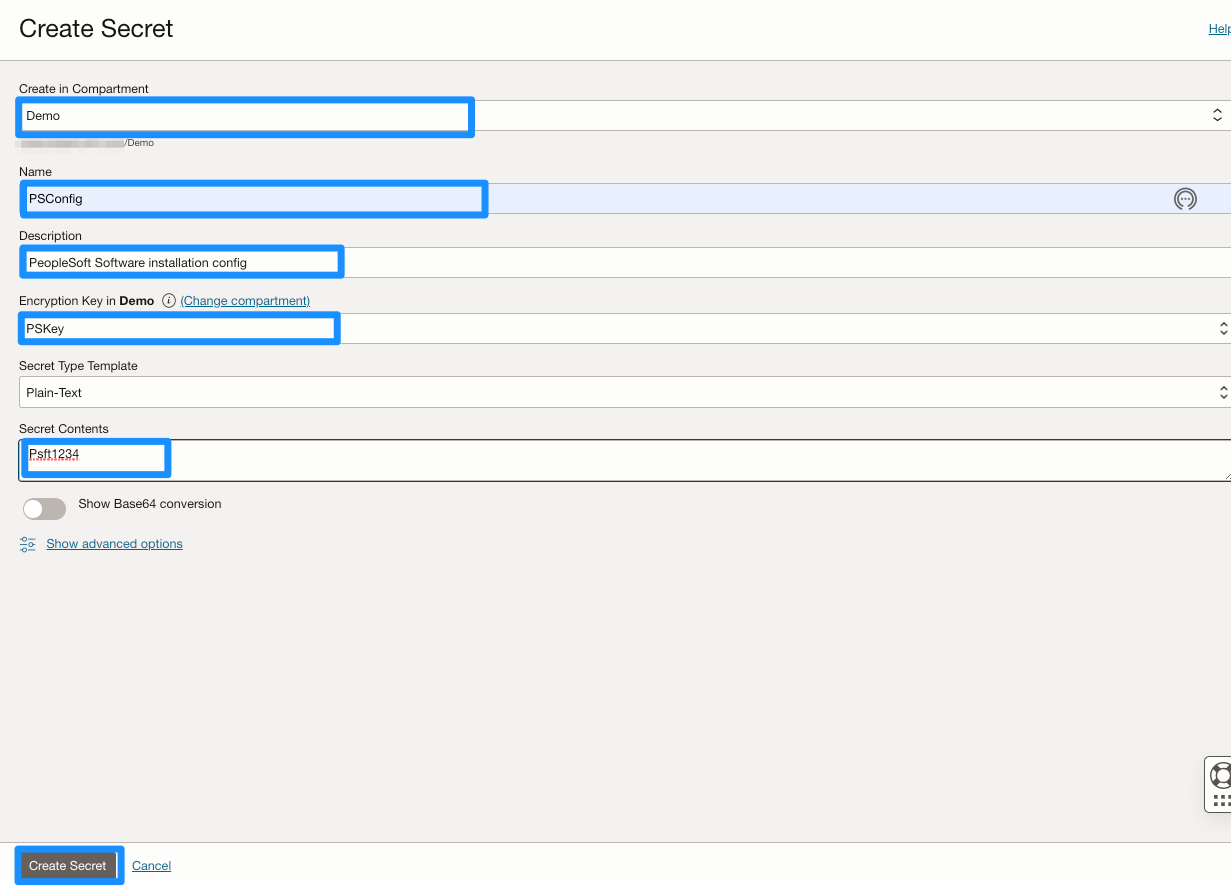 Create Secret
Help
Create in Compartment
Demo
/Demo
Name
PSConfig
Description
PeopleSoft Software installation config
Encryption Key in Demo (Change compartment)
PSKey
Secret Type Template
Plain-Text
Secret Contents
Psft1234
Show Base64 conversion
Show advanced options
Create Secret Cancel